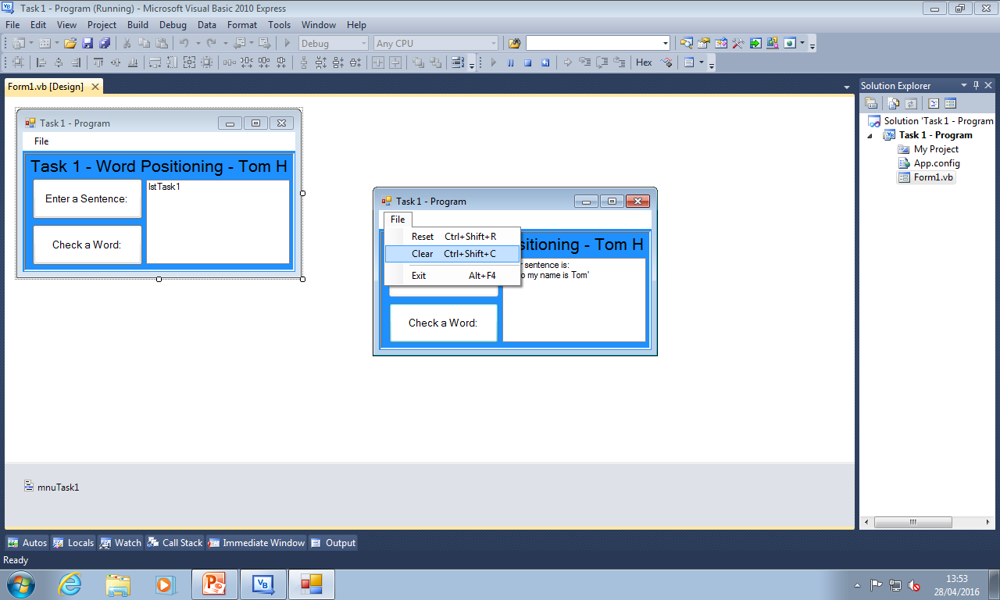 Task 1 - Program (Running) - Microsoft Visual Basic 2010 Express
File Edit View Project Build Debug Data Format Tools Window Help
Debug Any CPU
Hex
Form1.vb [Design]
Task 1 - Program
File
Task 1 - Word Positioning - Tom H
Enter a Sentence:
lstTask1
Check a Word:
Task 1 - Program
File
Reset Ctrl+Shift+R
Clear Ctrl+Shift+C
Exit Alt+F4
sitioning - Tom H
sentence is:
my name is Tom'
Check a Word:
mnuTask1
Solution Explorer
Solution 'Task 1 - Program
Task 1 - Program
My Project
App.config
Form1.vb
Autos Locals Watch Call Stack Immediate Window Output
Ready
13:53
28/04/2016